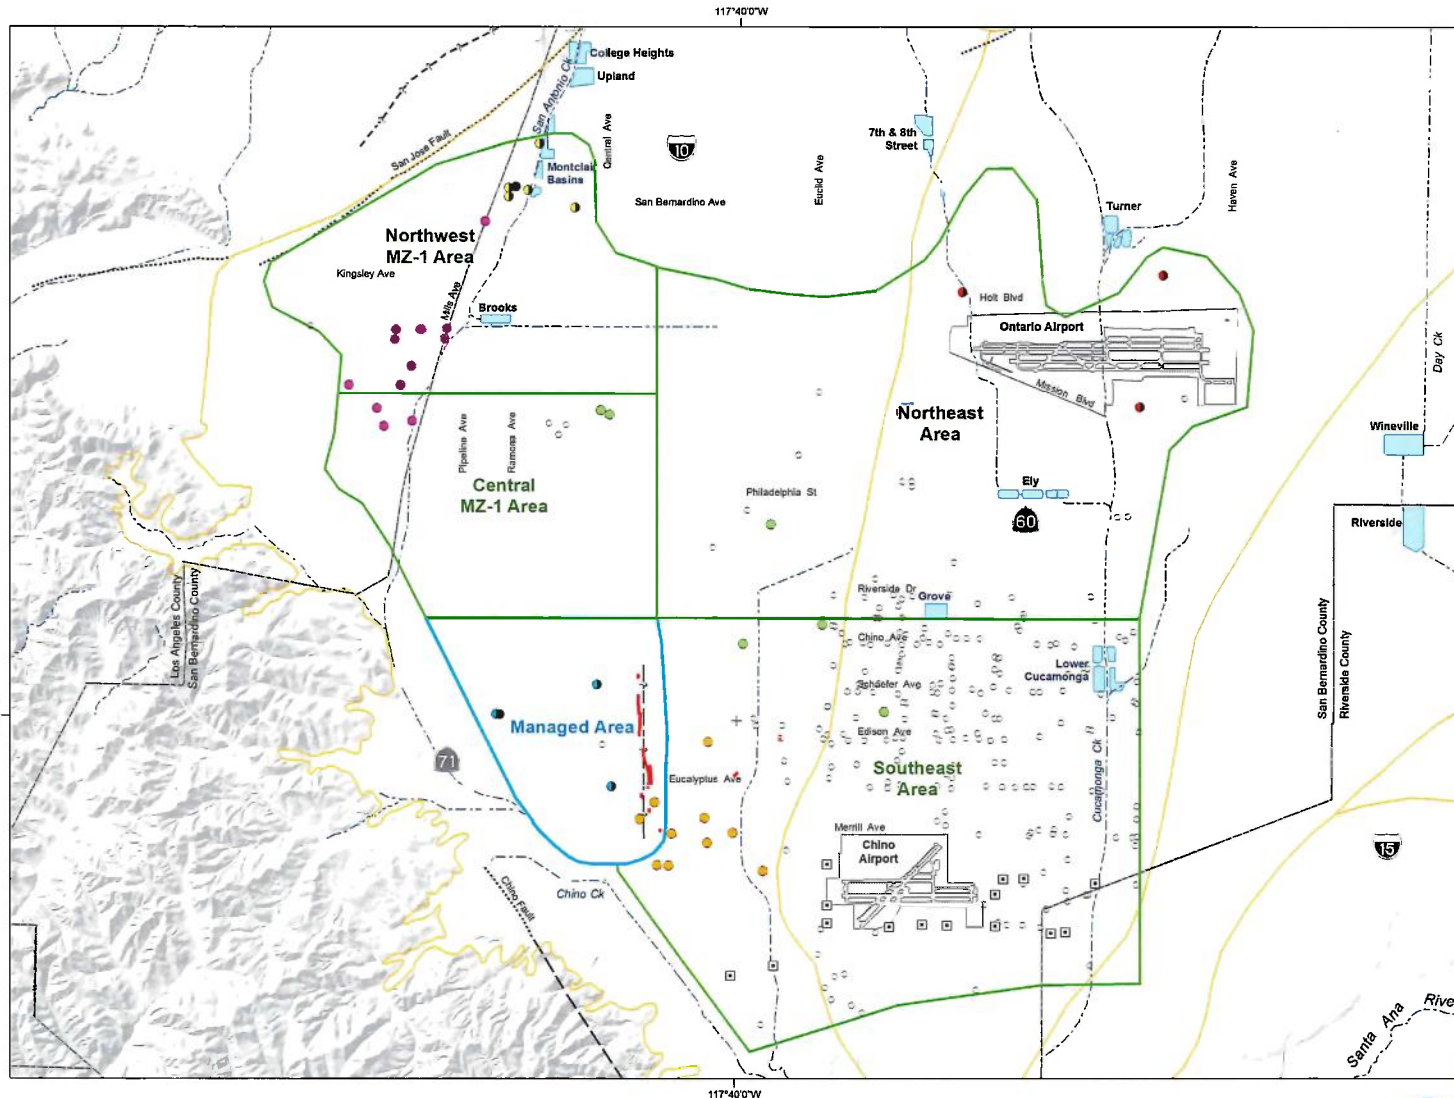 117°40'0"W
College Heights
Upland
San Antonio Ck
Central Ave
10
7th & 8th
Street
San Jose Fault
Montclair
Basins
San Bernardino Ave
Euclid Ave
Haven Ave
Turner
Northwest
MZ-1 Area
Kingsley Ave
Mills Ave
Brooks
Holt Blvd
Ontario Airport
Mission Blvd
Day Ck
Northeast
Area
Wineville
Pipeline Ave
Ramona Ave
Central
MZ-1 Area
Philadelphia St
Ely
60
Riverside
Los Angeles County
San Bernardino County
Riverside Dr
Grove
Chino Ave
Lower
Cucamonga
Schaefer Ave
San Bernardino County
Riverside County
Managed Area
Edison Ave
71
Eucalyptus Ave
Southeast
Area
Cucamonga Ck
Merrill Ave
Chino
Airport
15
Chino Ck
Chino Fault
Santa Ana Rive
117°40'0"W